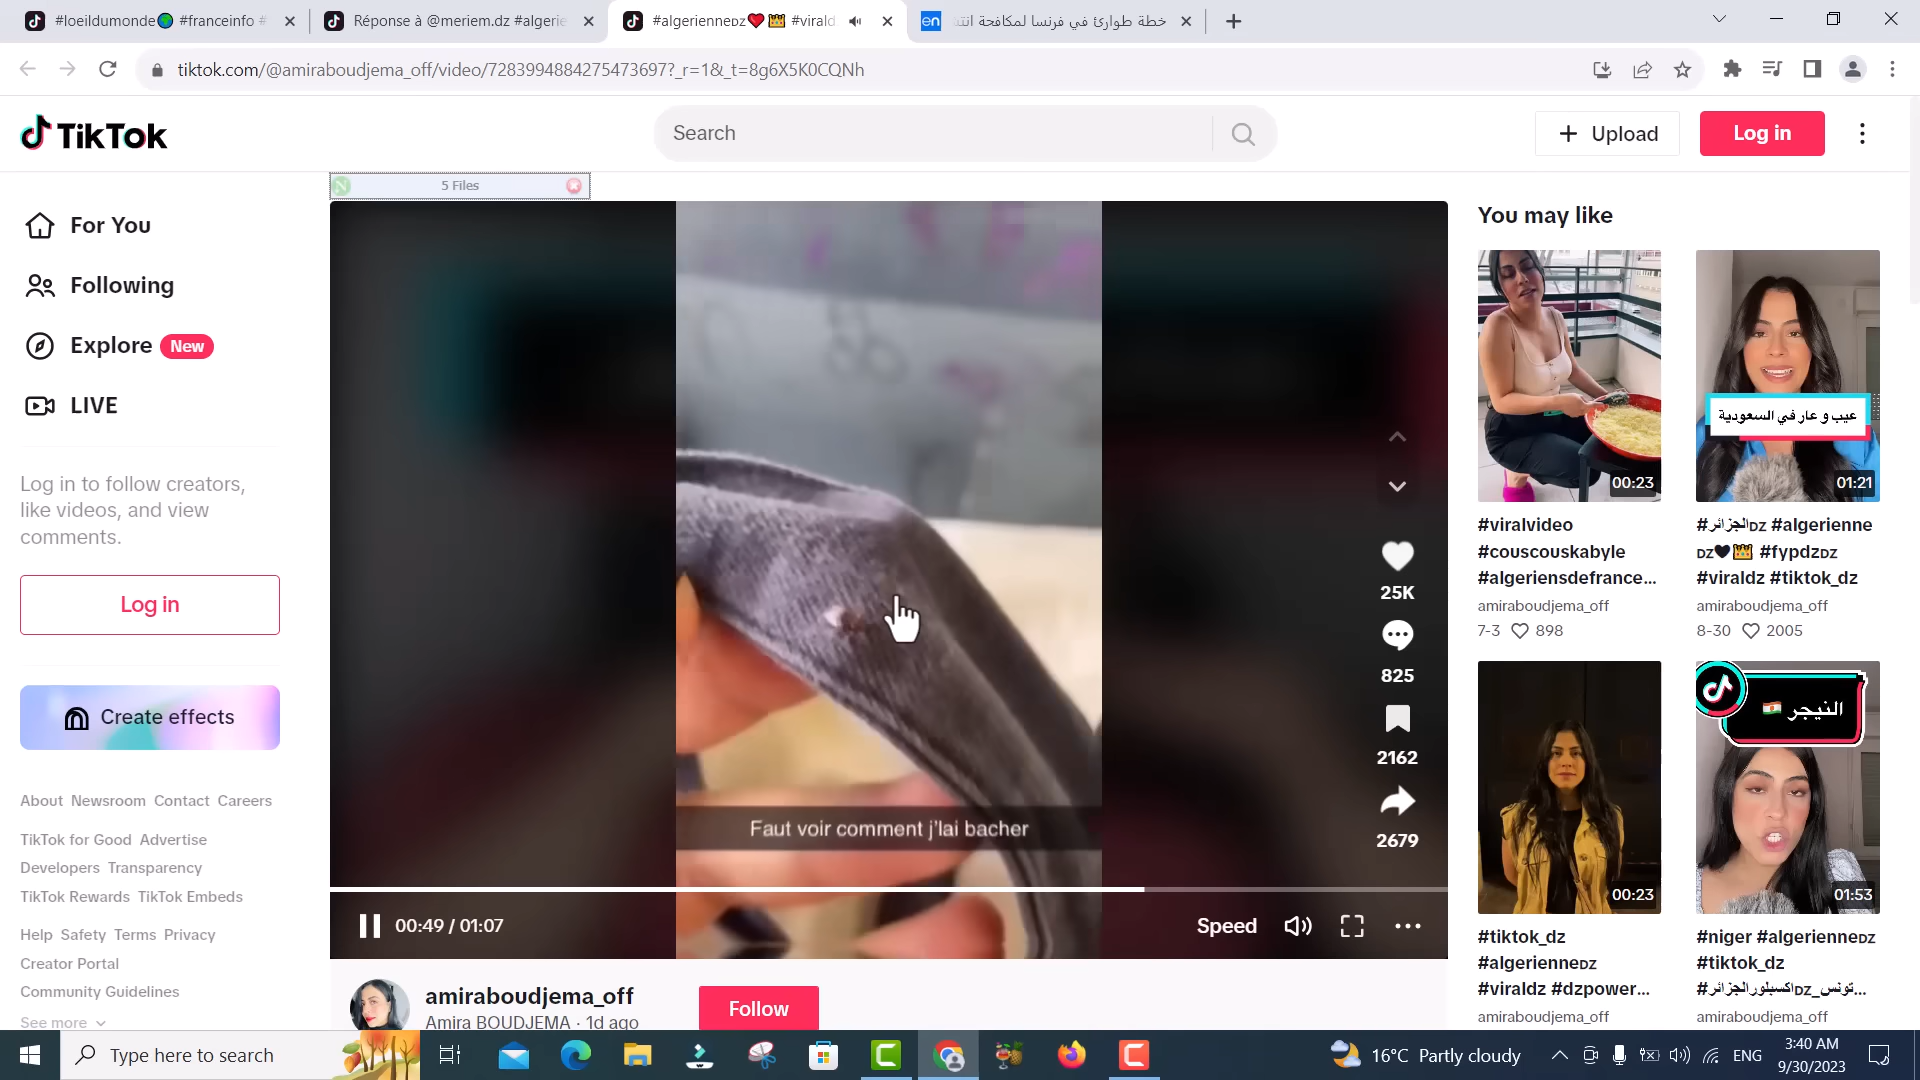 #loeildumonde🌍 #franceinfo #
Réponse à @meriem.dz #algerie
#algerienneDZ❤️👑 #virald
خطة طوارئ في فرنسا لمكافحة انتش
tiktok.com/@amiraboudjema_off/video/7283994884275473697?_r=1&_t=8g6X5K0CQNh
TikTok
Search
Upload
Log in
5 Files
For You
Following
Explore New
LIVE
Log in to follow creators,
like videos, and view
comments.
Log in
Create effects
About Newsroom Contact Careers
TikTok for Good Advertise
Developers Transparency
TikTok Rewards TikTok Embeds
Help Safety Terms Privacy
Creator Portal
Community Guidelines
See more
Faut voir comment j'lai bacher
25K
825
2162
2679
00:49 / 01:07
Speed
amiraboudjema_off
Amira BOUDJEMA · 1d ago
Follow
You may like
00:23
#viralvideo
#couscouskabyle
#algeriensdefrance...
amiraboudjema_off
7-3 898
عيب و عار في السعودية
01:21
#الجزائرDZ #algerienne
DZ🖤👑 #fypdzDZ
#viraldz #tiktok_dz
amiraboudjema_off
8-30 2005
00:23
#tiktok_dz
#algerienneDZ
#viraldz #dzpower...
amiraboudjema_off
النيجر 🇳🇪
01:53
#niger #algerienneDZ
#tiktok_dz
#اكسبلورالجزائرDZ_تونس...
amiraboudjema_off
Type here to search
16°C Partly cloudy
ENG
3:40 AM
9/30/2023